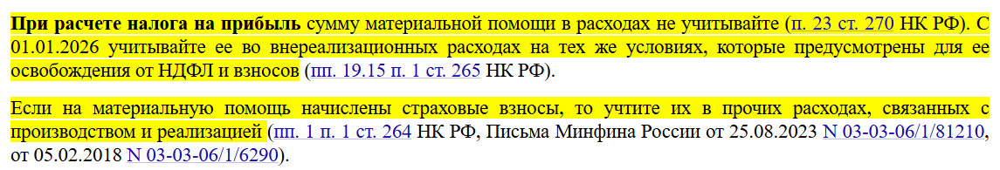 При расчете налога на прибыль сумму материальной помощи в расходах не учитывайте (п. 23 ст. 270 НК РФ). С
01.01.2026 учитывайте ее во внереализационных расходах на тех же условиях, которые предусмотрены для ее
освобождения от НДФЛ и взносов (пп. 19.15 п. 1 ст. 265 НК РФ).
Если на материальную помощь начислены страховые взносы, то учтите их в прочих расходах, связанных с
производством и реализацией (пп. 1 п. 1 ст. 264 НК РФ, Письма Минфина России от 25.08.2023 N 03-03-06/1/81210,
от 05.02.2018 N 03-03-06/1/6290).